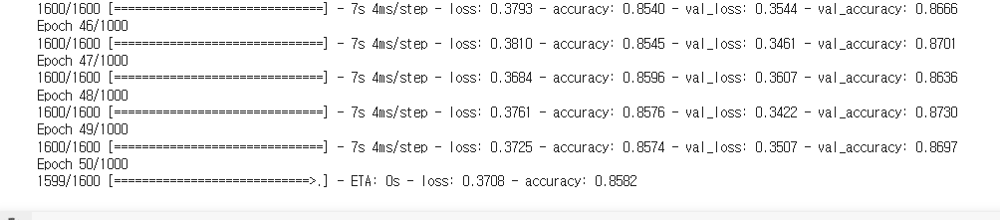 1600/1600 [==============================] - 7s 4ms/step - loss: 0.3793 - accuracy: 0.8540 - val_loss: 0.3544 - val_accuracy: 0.8666
Epoch 46/1000
1600/1600 [==============================] - 7s 4ms/step - loss: 0.3810 - accuracy: 0.8545 - val_loss: 0.3461 - val_accuracy: 0.8701
Epoch 47/1000
1600/1600 [==============================] - 7s 4ms/step - loss: 0.3684 - accuracy: 0.8596 - val_loss: 0.3607 - val_accuracy: 0.8636
Epoch 48/1000
1600/1600 [==============================] - 7s 4ms/step - loss: 0.3761 - accuracy: 0.8576 - val_loss: 0.3422 - val_accuracy: 0.8730
Epoch 49/1000
1600/1600 [==============================] - 7s 4ms/step - loss: 0.3725 - accuracy: 0.8574 - val_loss: 0.3507 - val_accuracy: 0.8697
Epoch 50/1000
1599/1600 [============================>.] - ETA: 0s - loss: 0.3708 - accuracy: 0.8582